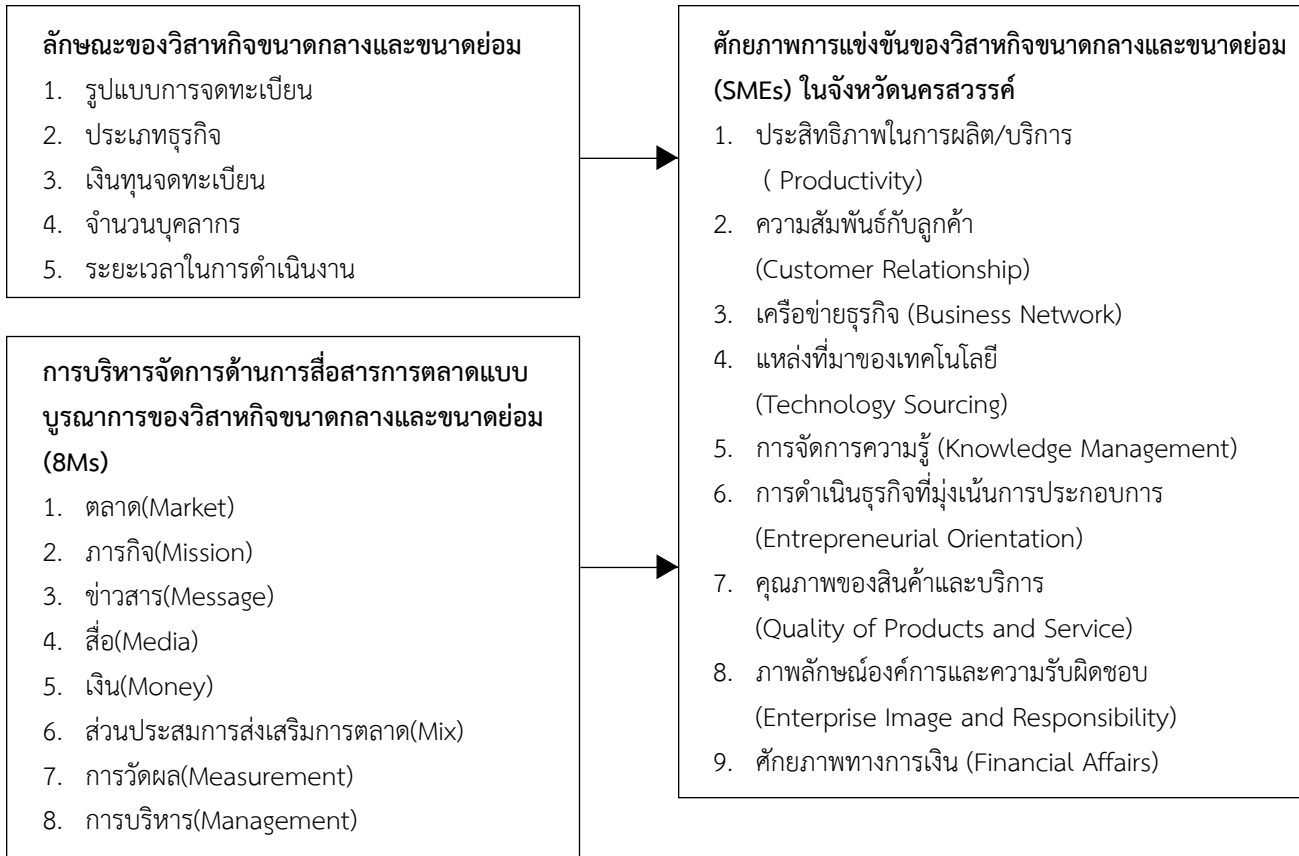 ลักษณะของวิสาหกิจขนาดกลางและขนาดย่อม
1. รูปแบบการจดทะเบียน
2. ประเภทธุรกิจ
3. เงินทุนจดทะเบียน
4. จำนวนบุคลากร
5. ระยะเวลาในการดำเนินงาน
การบริหารจัดการด้านการสื่อสารการตลาดแบบ
บูรณาการของวิสาหกิจขนาดกลางและขนาดย่อม
(8Ms)
1. ตลาด(Market)
2. ภารกิจ(Mission)
3. ข่าวสาร(Message)
4. สื่อ(Media)
5. เงิน(Money)
6. ส่วนประสมการส่งเสริมการตลาด(Mix)
7. การวัดผล(Measurement)
8. การบริหาร(Management)
ศักยภาพการแข่งขันของวิสาหกิจขนาดกลางและขนาดย่อม
(SMEs) ในจังหวัดนครสวรรค์
1. ประสิทธิภาพในการผลิต/บริการ
( Productivity)
2. ความสัมพันธ์กับลูกค้า
(Customer Relationship)
3. เครือข่ายธุรกิจ (Business Network)
4. แหล่งที่มาของเทคโนโลยี
(Technology Sourcing)
5. การจัดการความรู้ (Knowledge Management)
6. การดำเนินธุรกิจที่มุ่งเน้นการประกอบการ
(Entrepreneurial Orientation)
7. คุณภาพของสินค้าและบริการ
(Quality of Products and Service)
8. ภาพลักษณ์องค์การและความรับผิดชอบ
(Enterprise Image and Responsibility)
9. ศักยภาพทางการเงิน (Financial Affairs)